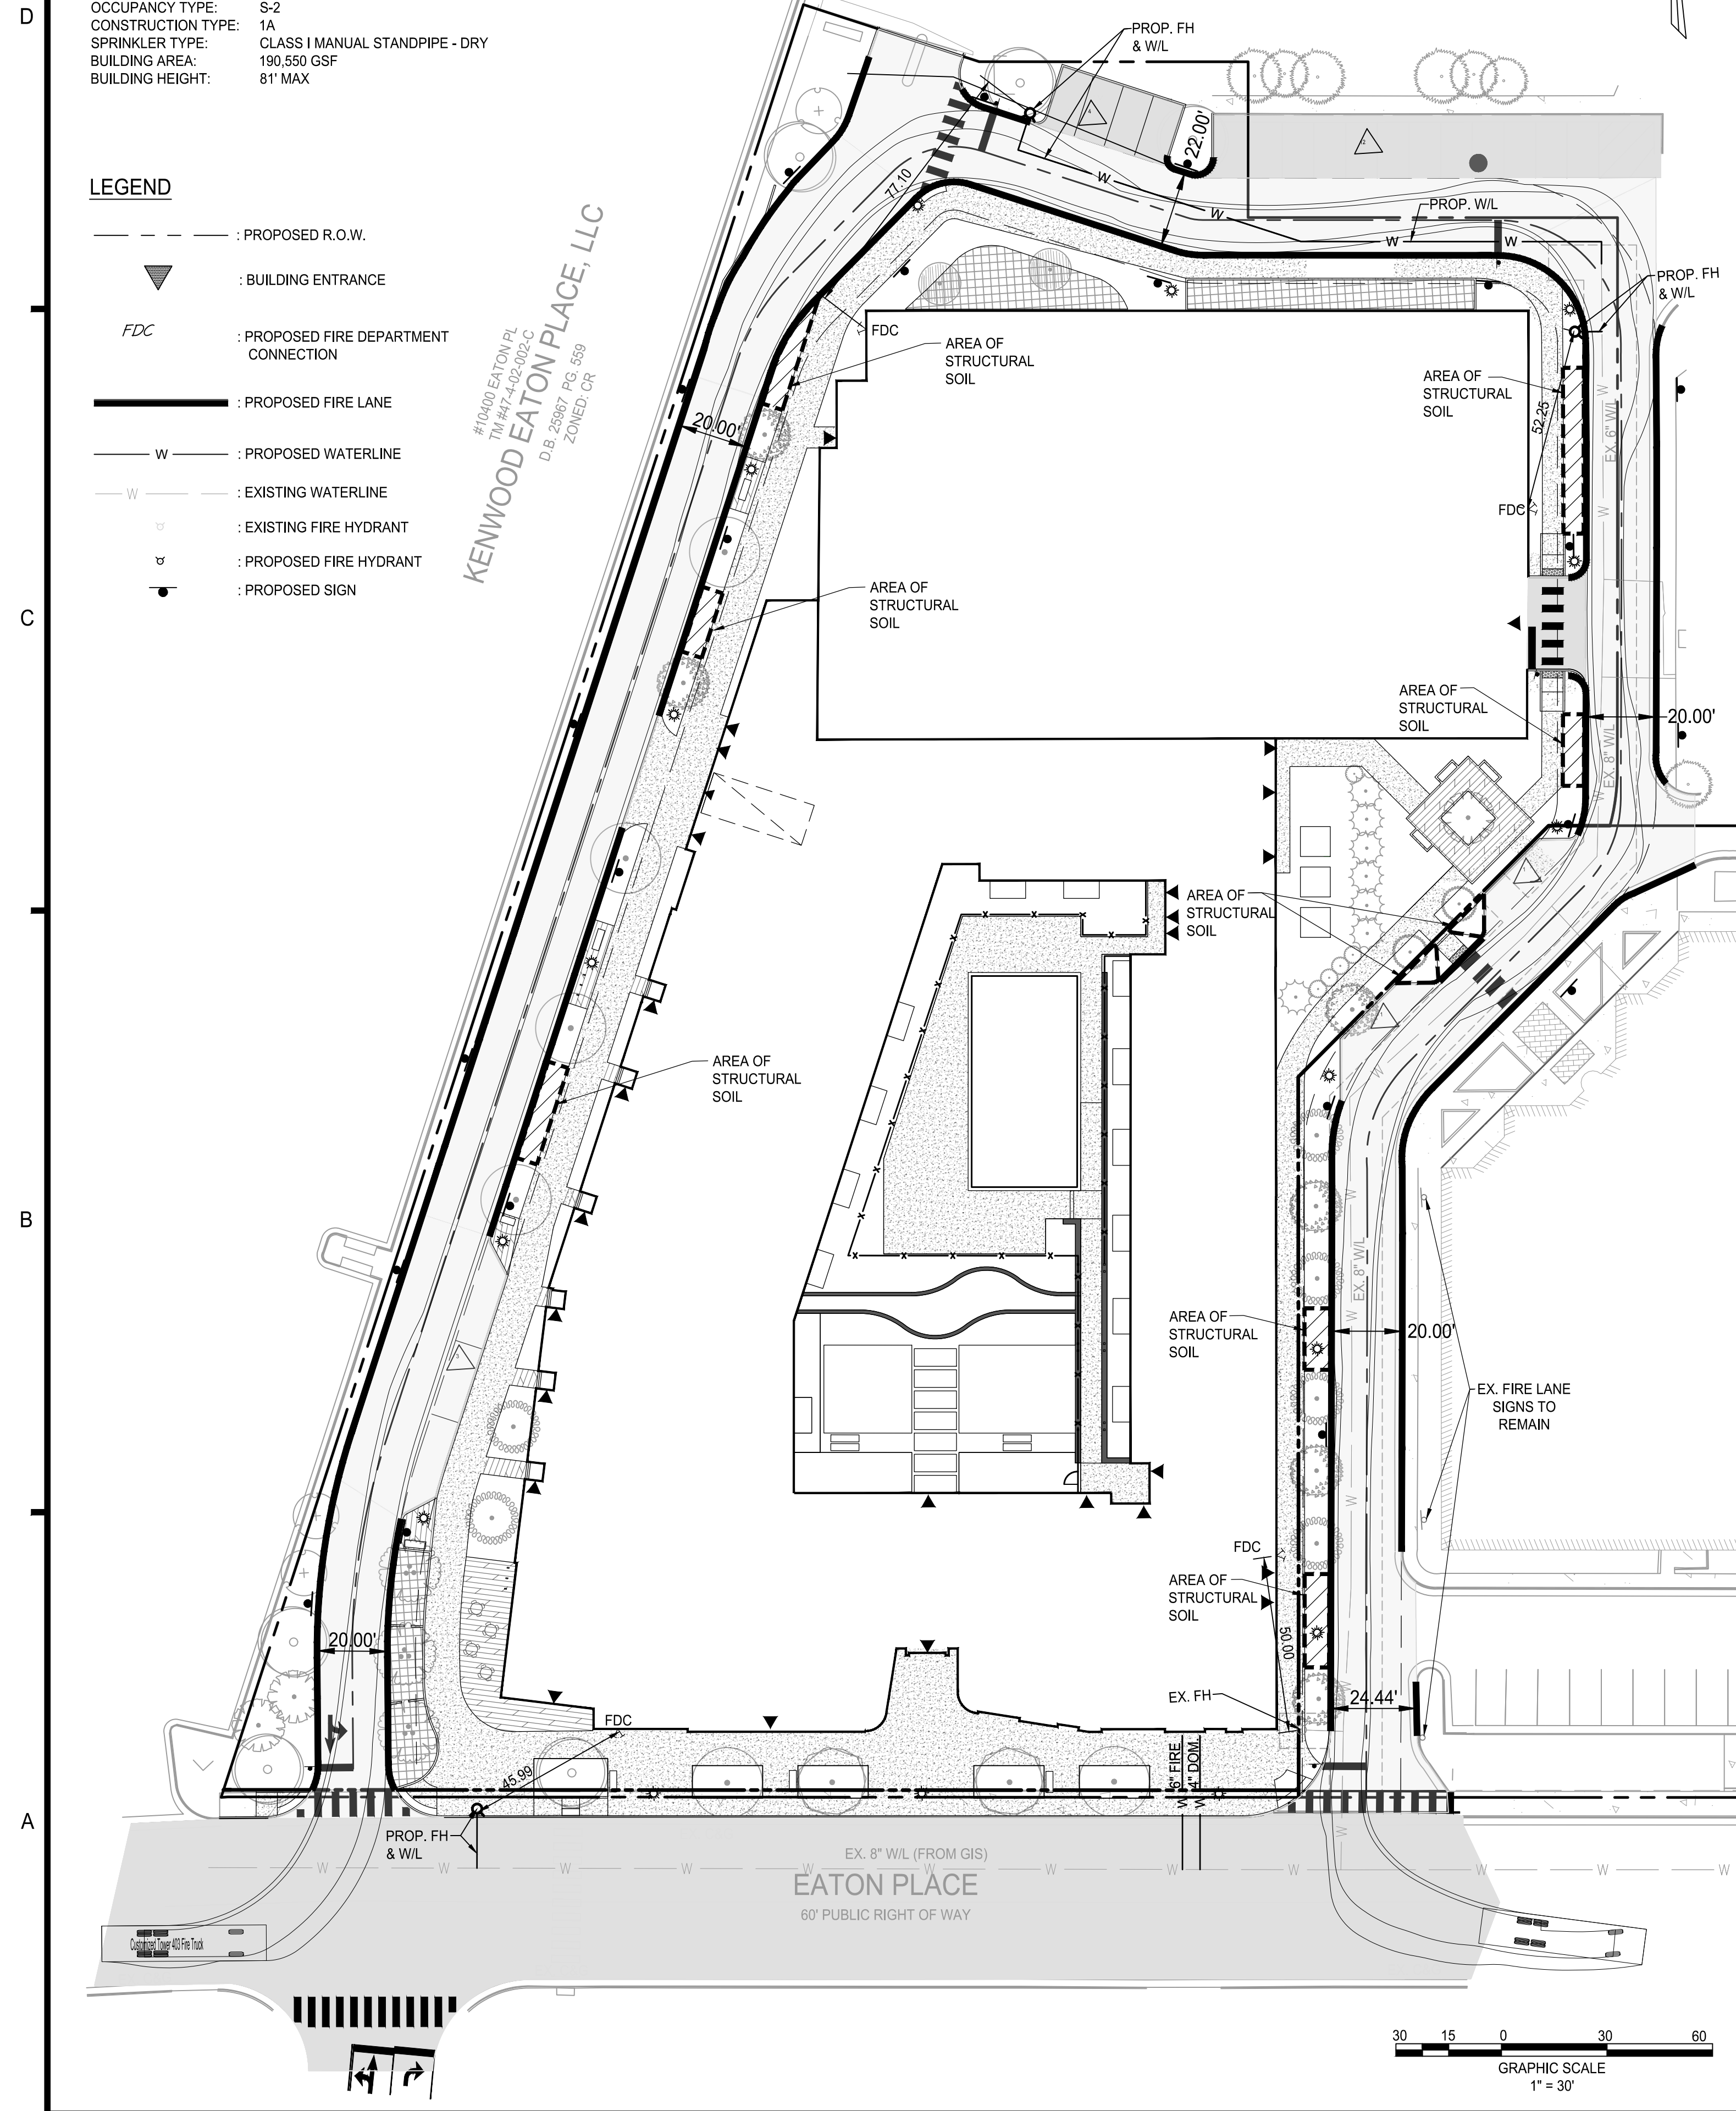 D
OCCUPANCY TYPE: S-2
CONSTRUCTION TYPE: 1A
SPRINKLER TYPE: CLASS I MANUAL STANDPIPE - DRY
BUILDING AREA: 190,550 GSF
BUILDING HEIGHT: 81' MAX
LEGEND
: PROPOSED R.O.W.
: BUILDING ENTRANCE
FDC : PROPOSED FIRE DEPARTMENT
CONNECTION
: PROPOSED FIRE LANE
W : PROPOSED WATERLINE
W : EXISTING WATERLINE
: EXISTING FIRE HYDRANT
: PROPOSED FIRE HYDRANT
: PROPOSED SIGN
#10400 EATON PL
TM #47-4-02-002-C
KENWOOD EATON PLACE, LLC
D.B. 25967 PG. 559
ZONED: CR
PROP. FH
& W/L
22.00'
77.10
W
W
PROP. W/L
W
W
PROP. FH
& W/L
FDC
AREA OF
STRUCTURAL
SOIL
AREA OF
STRUCTURAL
SOIL
52.25
EX. 6" W/L
W
W
20.00'
FDC
C
AREA OF
STRUCTURAL
SOIL
AREA OF
STRUCTURAL
SOIL
20.00'
EX. 8" W/L
W
AREA OF
STRUCTURAL
SOIL
AREA OF
STRUCTURAL
SOIL
B
W
EX. 8" W/L
W
AREA OF
STRUCTURAL
SOIL
20.00'
EX. FIRE LANE
SIGNS TO
REMAIN
FDC
AREA OF
STRUCTURAL
SOIL
50.00
20.00'
EX. FH
24.44'
FDC
45.99
6" FIRE
4" DOM.
W
W
A
PROP. FH
& W/L
EX. 8" W/L (FROM GIS)
W W W W W W W W W W W W
EATON PLACE
60' PUBLIC RIGHT OF WAY
Customized Tower 403 Fire Truck
30 15 0 30 60
GRAPHIC SCALE
1" = 30'